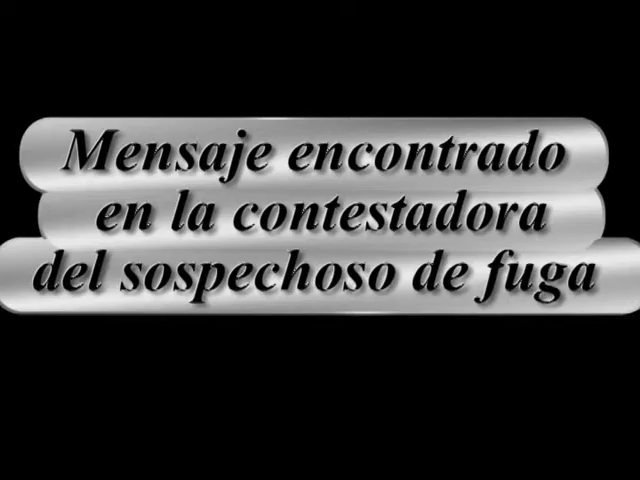 Mensaje encontrado
en la contestadora
del sospechoso de fuga